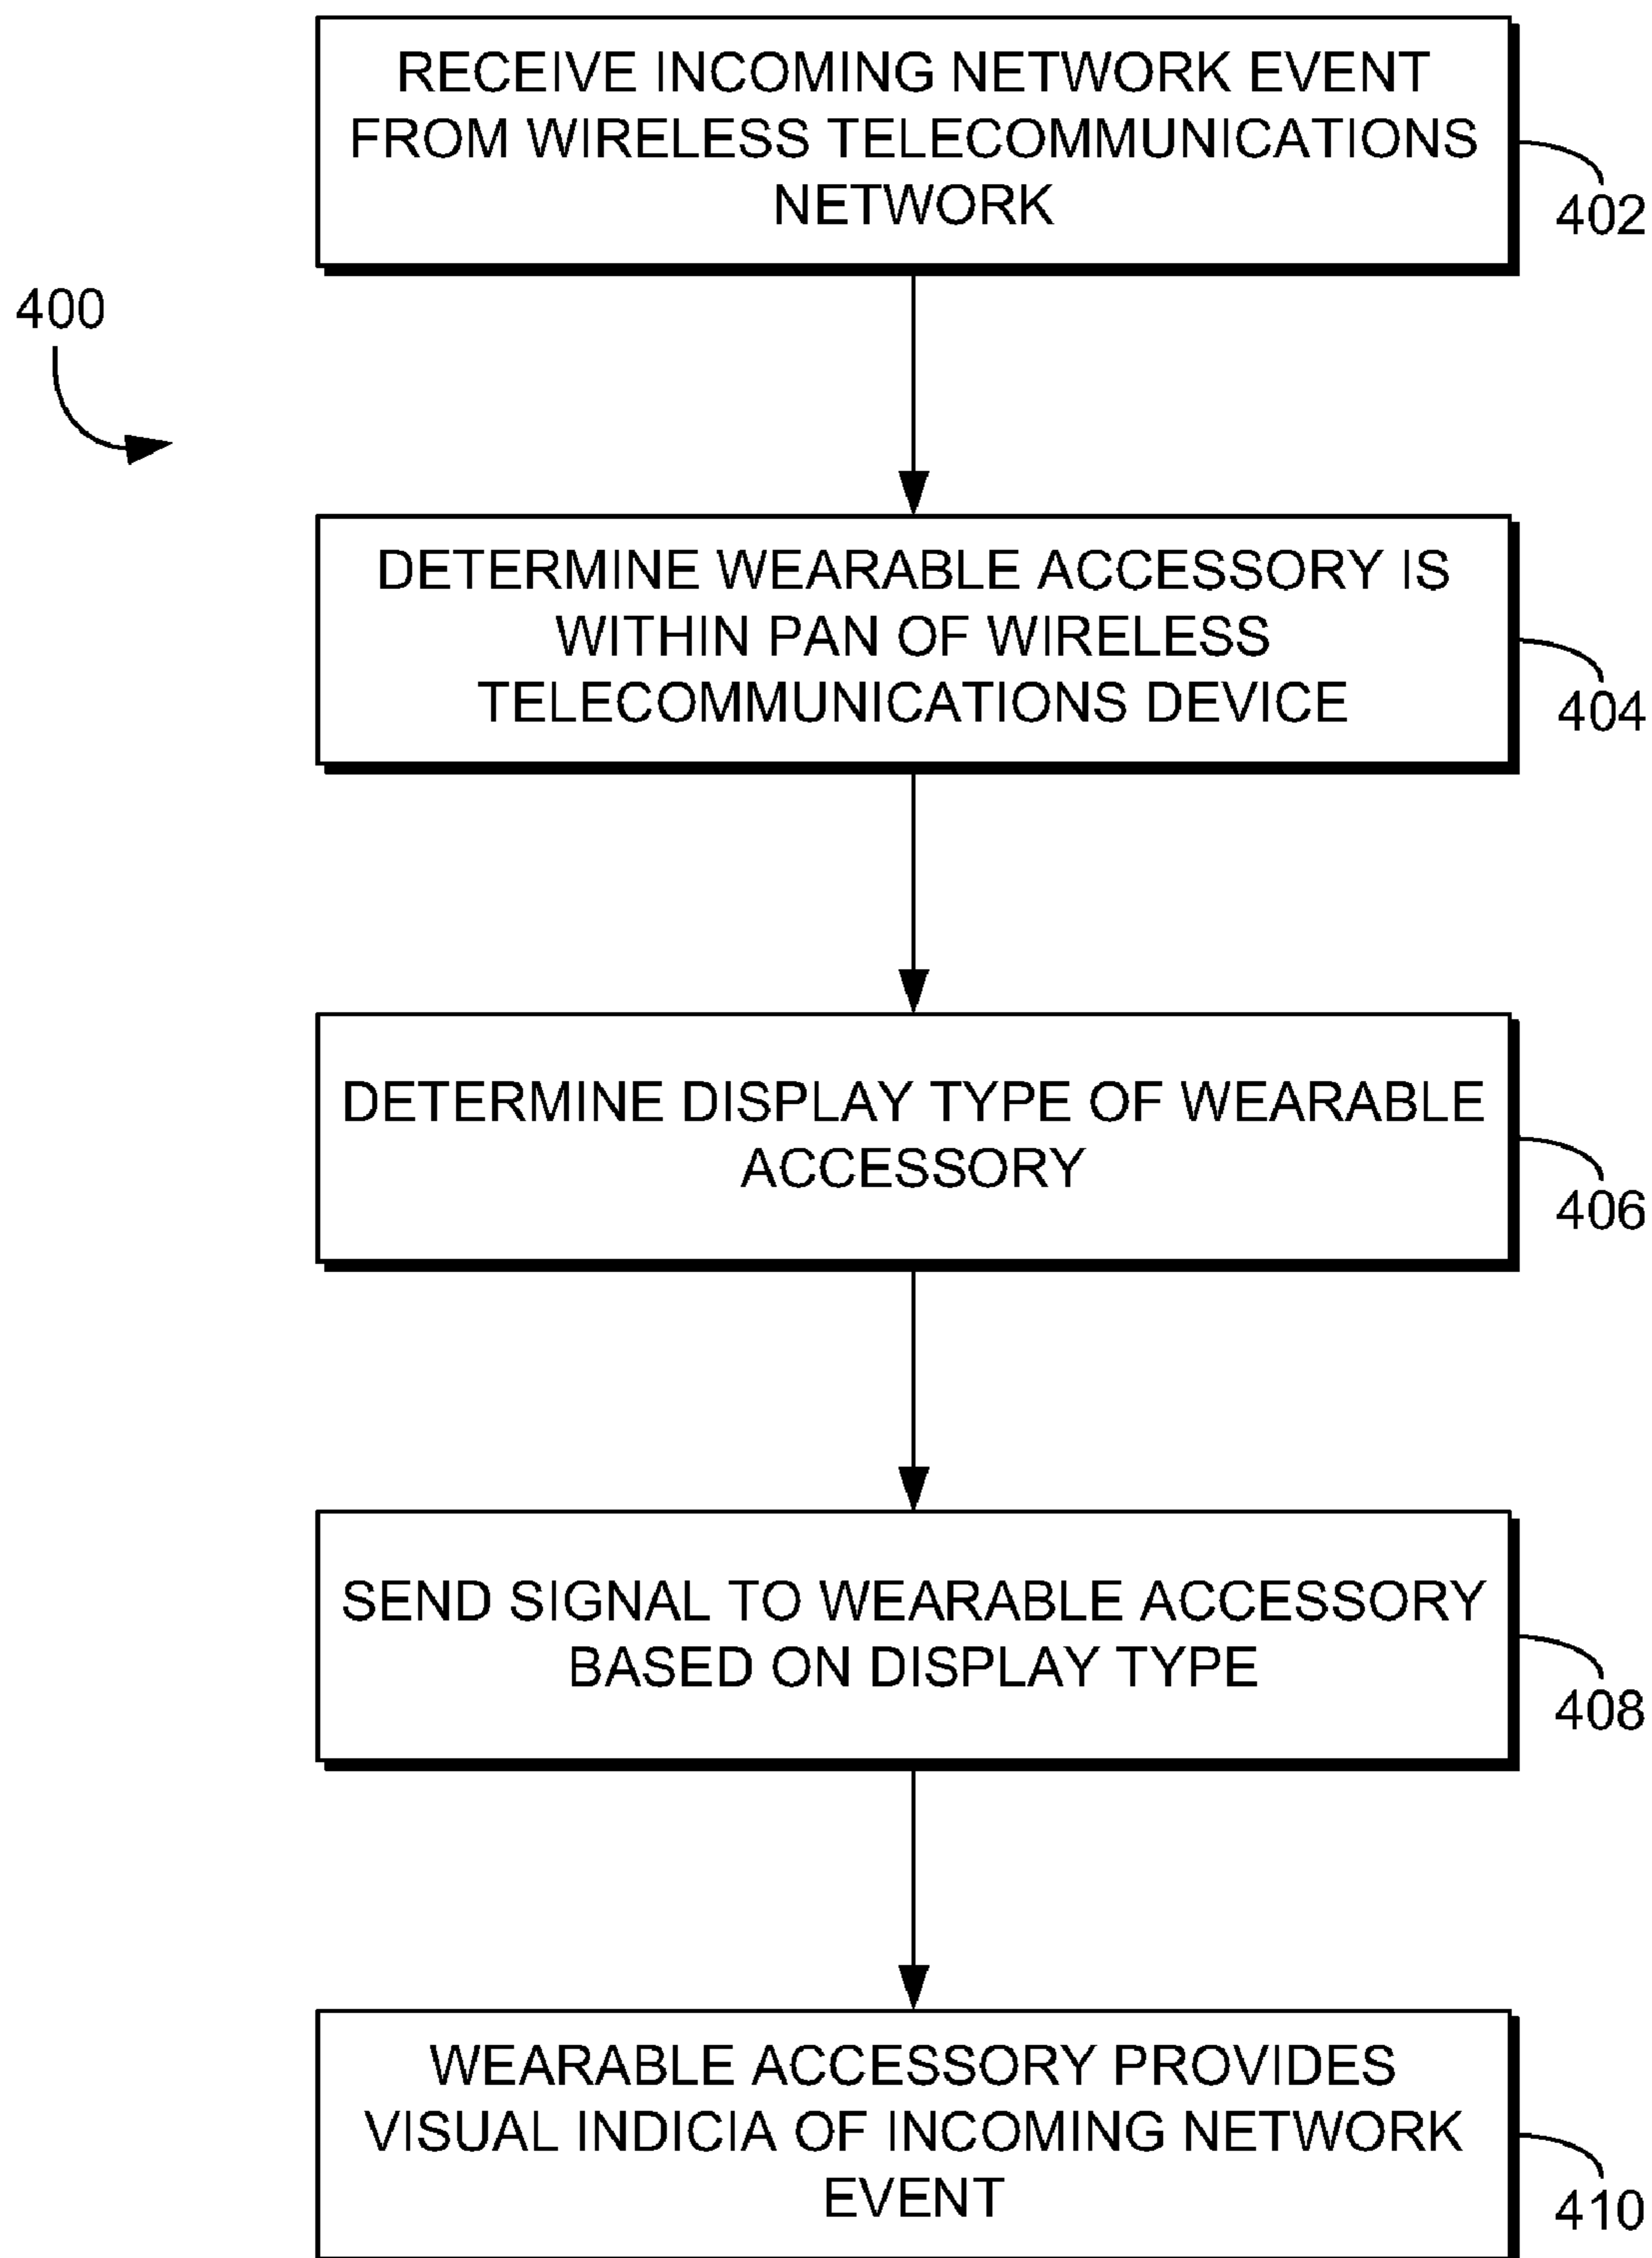 RECEIVE INCOMING NETWORK EVENT
FROM WIRELESS TELECOMMUNICATIONS
NETWORK
402
400
DETERMINE WEARABLE ACCESSORY IS
WITHIN PAN OF WIRELESS
TELECOMMUNICATIONS DEVICE
404
DETERMINE DISPLAY TYPE OF WEARABLE
ACCESSORY
406
SEND SIGNAL TO WEARABLE ACCESSORY
BASED ON DISPLAY TYPE
408
WEARABLE ACCESSORY PROVIDES
VISUAL INDICIA OF INCOMING NETWORK
EVENT
410